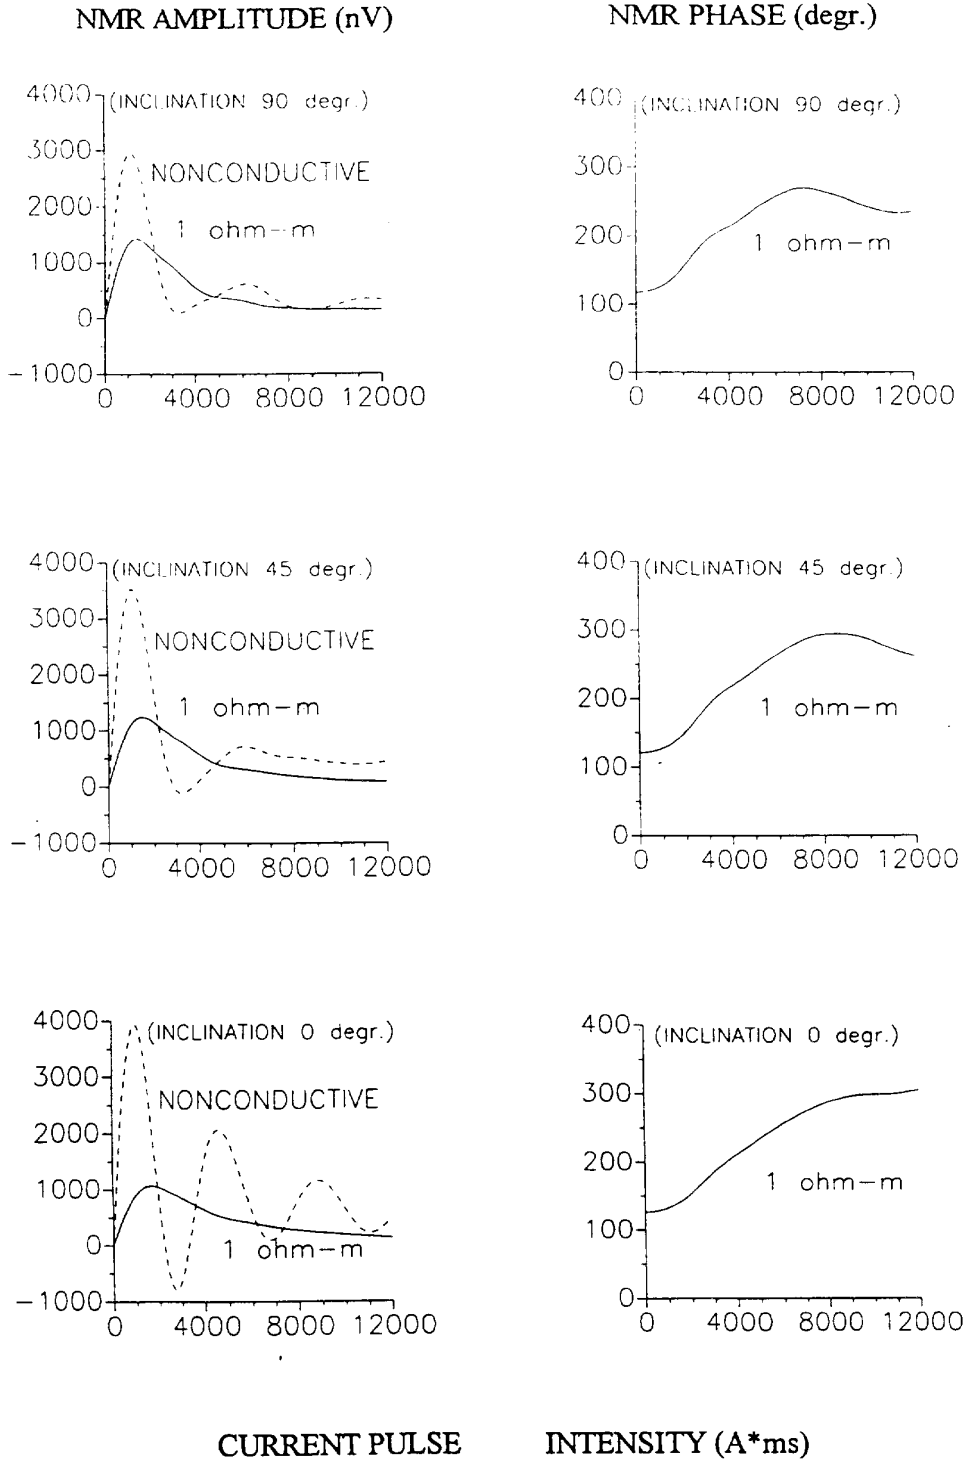 NMR AMPLITUDE (nV)
NMR PHASE (degr.)
4000
(INCLINATION 90 degr.)
3000
NONCONDUCTIVE
2000
1 ohm-m
1000
0
-1000
0 4000 8000 12000
400
(INCLINATION 90 degr.)
300
200
1 ohm-m
100
0
0 4000 8000 12000
4000
(INCLINATION 45 degr.)
3000
NONCONDUCTIVE
2000
1 ohm-m
1000
0
-1000
0 4000 8000 12000
400
(INCLINATION 45 degr.)
300
200
1 ohm-m
100
0
0 4000 8000 12000
4000
(INCLINATION 0 degr.)
3000
NONCONDUCTIVE
2000
1000
0
1 ohm-m
-1000
0 4000 8000 12000
400
(INCLINATION 0 degr.)
300
200
1 ohm-m
100
0
0 4000 8000 12000
CURRENT PULSE INTENSITY (A*ms)